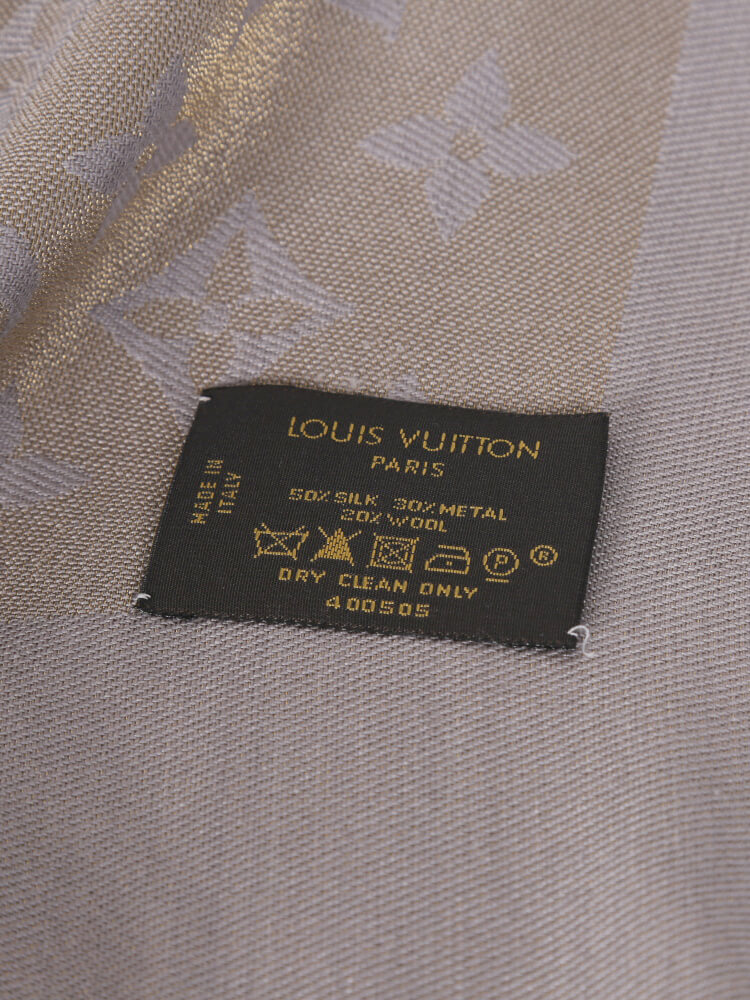 LOUIS VUITTON
PARIS
MADE IN
ITALY
50% SILK 30% METAL
20% WOOL
P ®
DRY CLEAN ONLY
400505